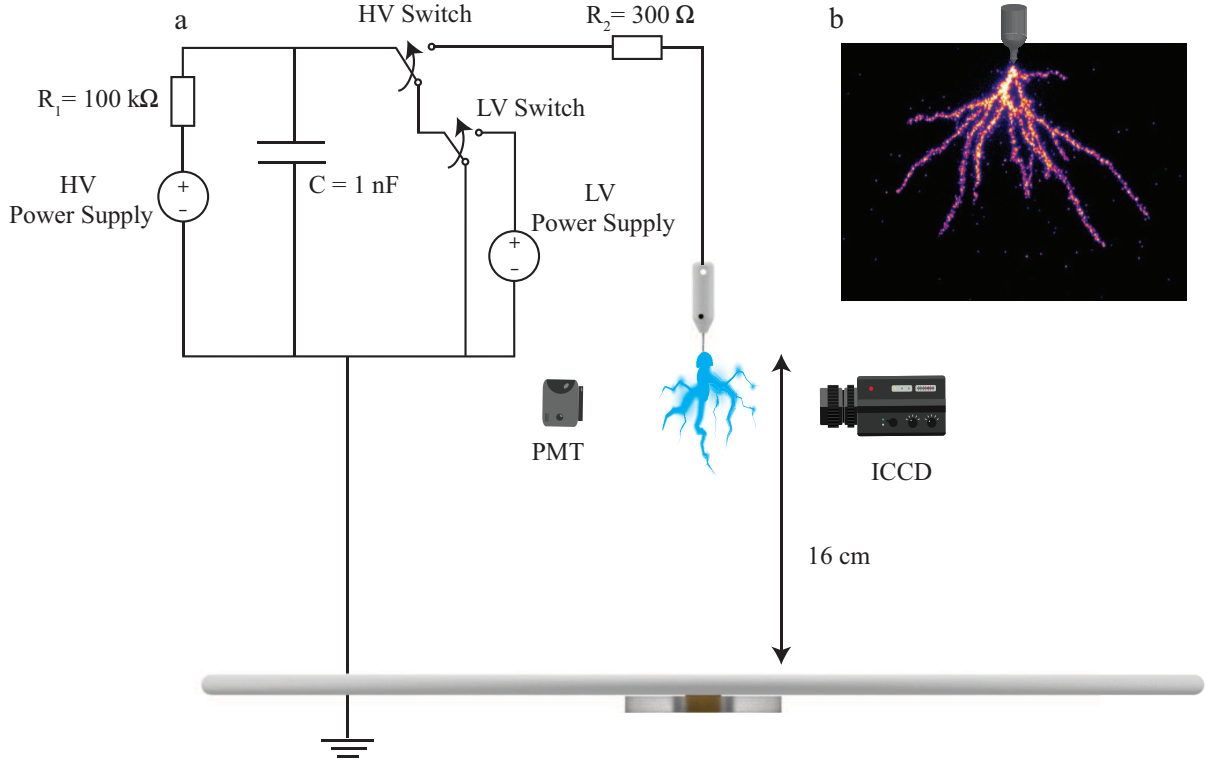 a
HV Switch
R₂= 300 Ω
b
R₁= 100 kΩ
LV Switch
HV
Power Supply
+
-
C = 1 nF
LV
Power Supply
+
-
PMT
ICCD
16 cm